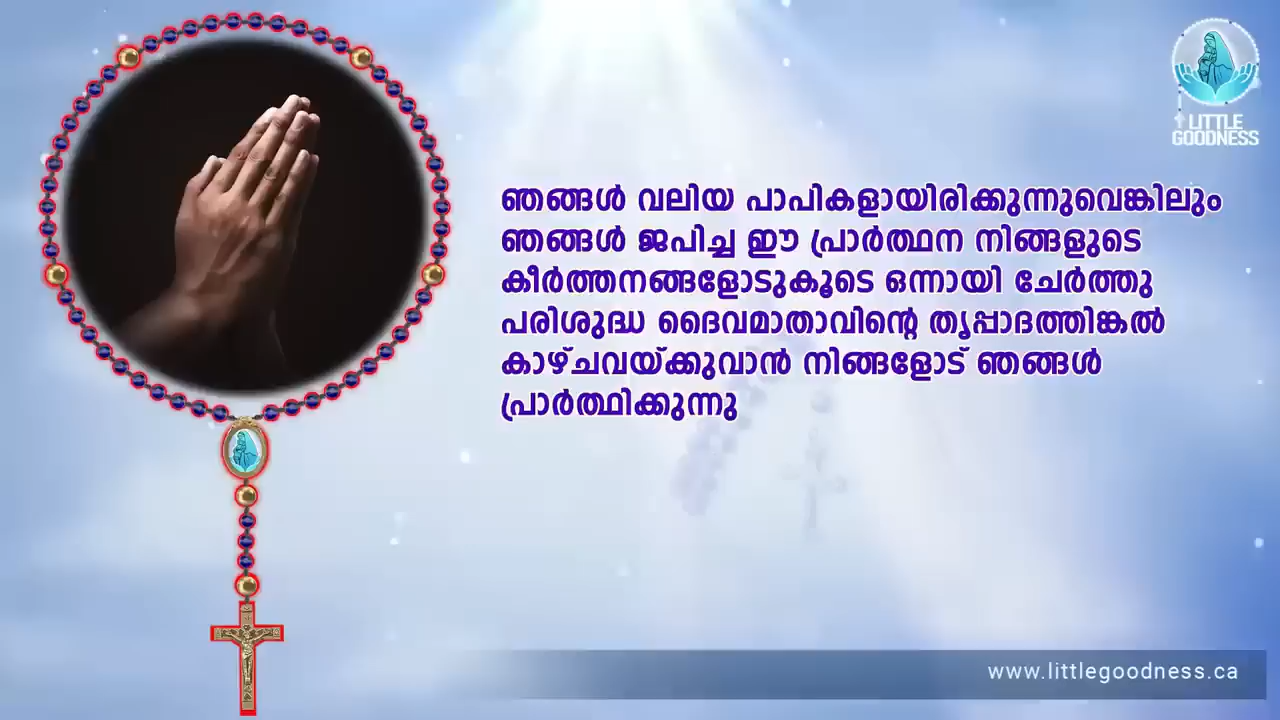 LITTLE
GOODNESS
ഞങ്ങൾ വലിയ പാപികളായിരിക്കുന്നുവെങ്കിലും
ഞങ്ങൾ ജപിച്ച ഈ പ്രാർത്ഥന നിങ്ങളുടെ
കീർത്തനങ്ങളോടുകൂടെ ഒന്നായി ചേർത്തു
പരിശുദ്ധ ദൈവമാതാവിന്റെ തൃപ്പാദത്തിങ്കൽ
കാഴ്ചവയ്ക്കുവാൻ നിങ്ങളോട് ഞങ്ങൾ
പ്രാർത്ഥിക്കുന്നു
www.littlegoodness.ca